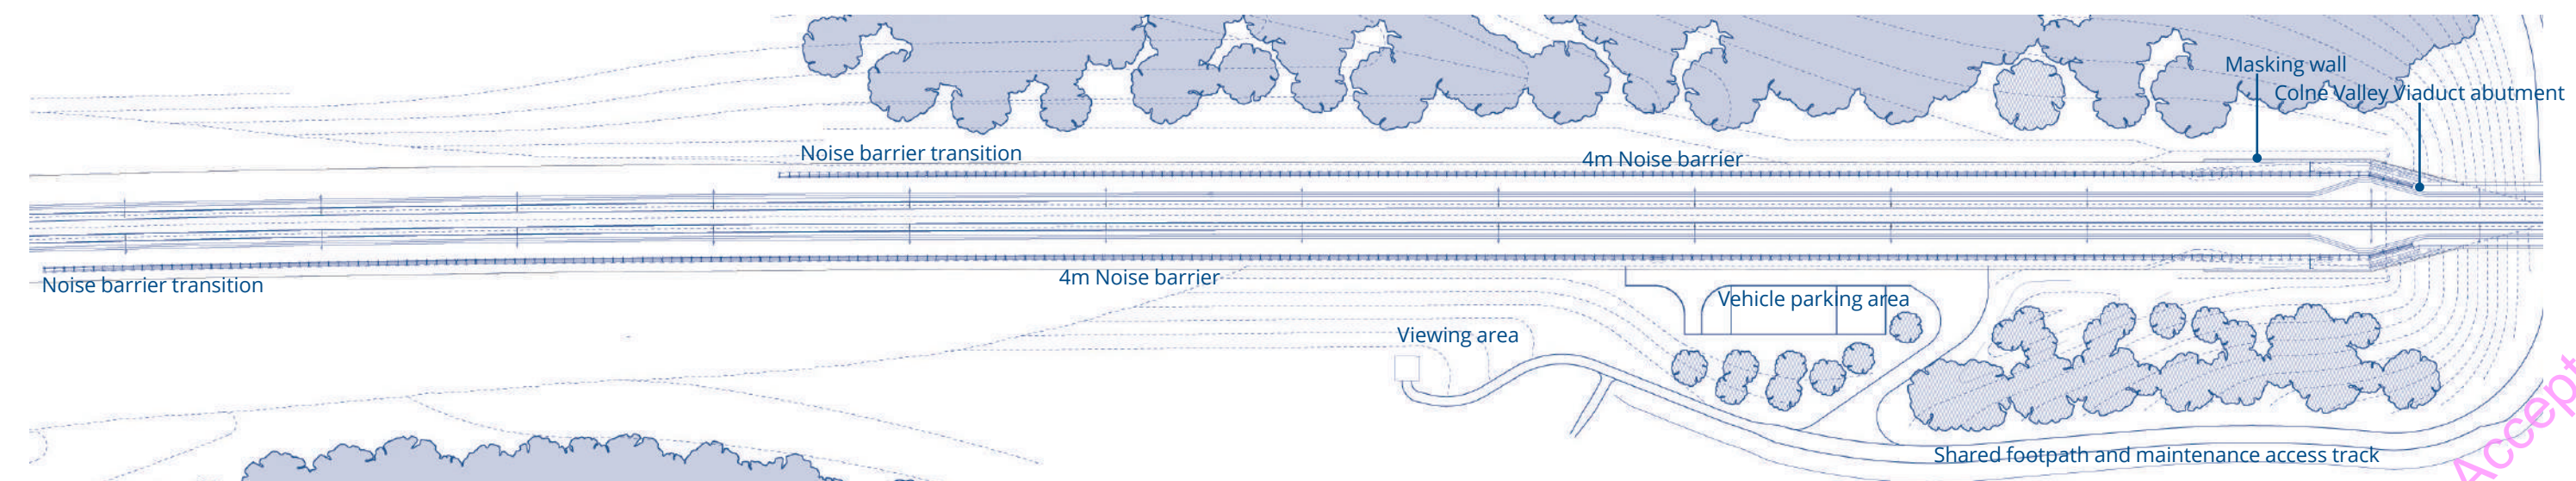 Masking wall
Colne Valley Viaduct abutment
Noise barrier transition
4m Noise barrier
Noise barrier transition
4m Noise barrier
Vehicle parking area
Viewing area
Shared footpath and maintenance access track
Accept